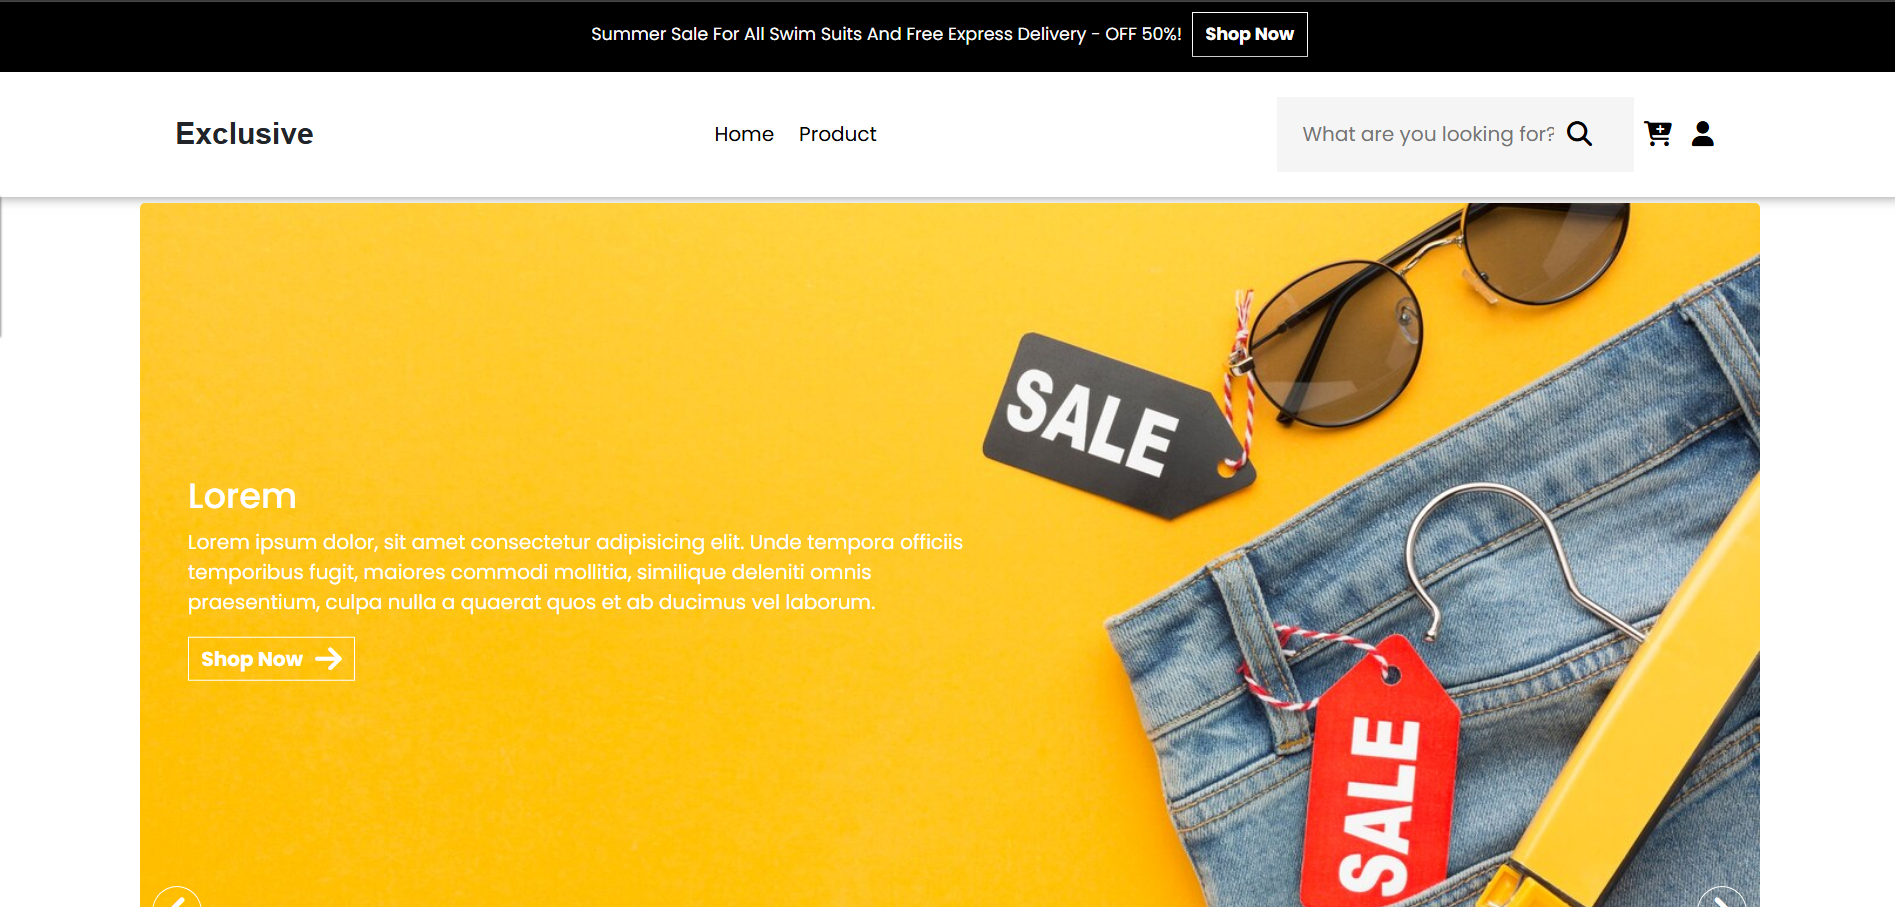 Summer Sale For All Swim Suits And Free Express Delivery - OFF 50%! Shop Now
Exclusive
Home Product
What are you looking for?
SALE
Lorem
Lorem ipsum dolor, sit amet consectetur adipisicing elit. Unde tempora officiis
temporibus fugit, maiores commodi mollitia, similique deleniti omnis
praesentium, culpa nulla a quaerat quos et ab ducimus vel laborum.
Shop Now
SALE